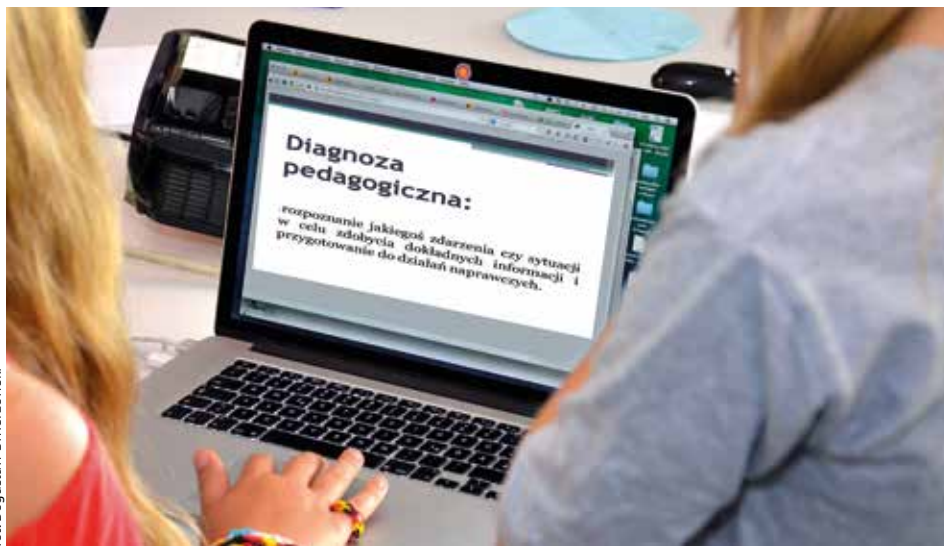 Diagnoza
pedagogiczna:
rozpoznanie jakiegoś zdarzenia czy sytuacji
w celu zdobycia dokładnych informacji i
przygotowanie do działań naprawczych.